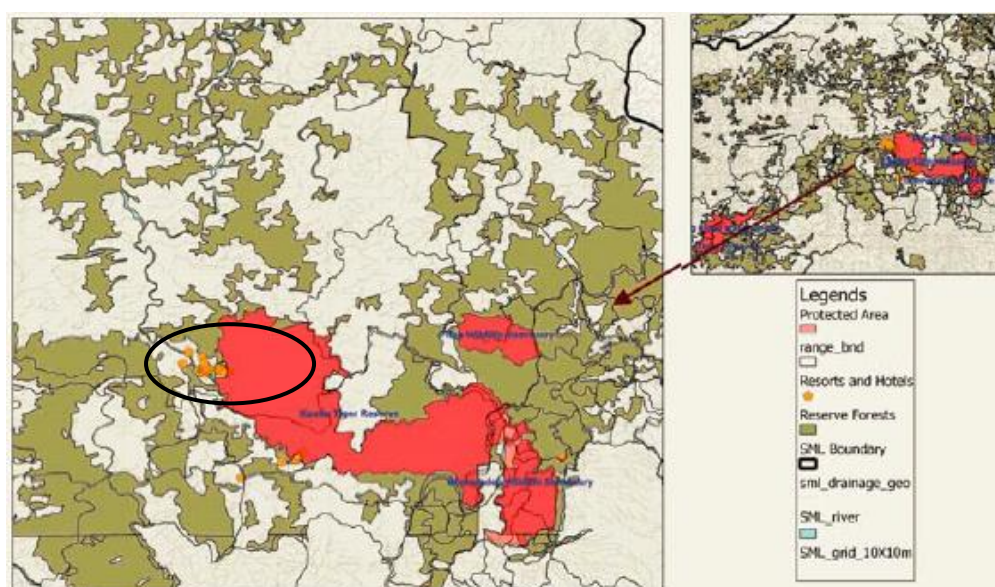 Kanha Tiger Reserve
Legends
Protected Area
range_bnd
Resorts and Hotels
Reserve Forests
SML Boundary
sml_drainage_geo
SML_river
SML_grid_10X10m